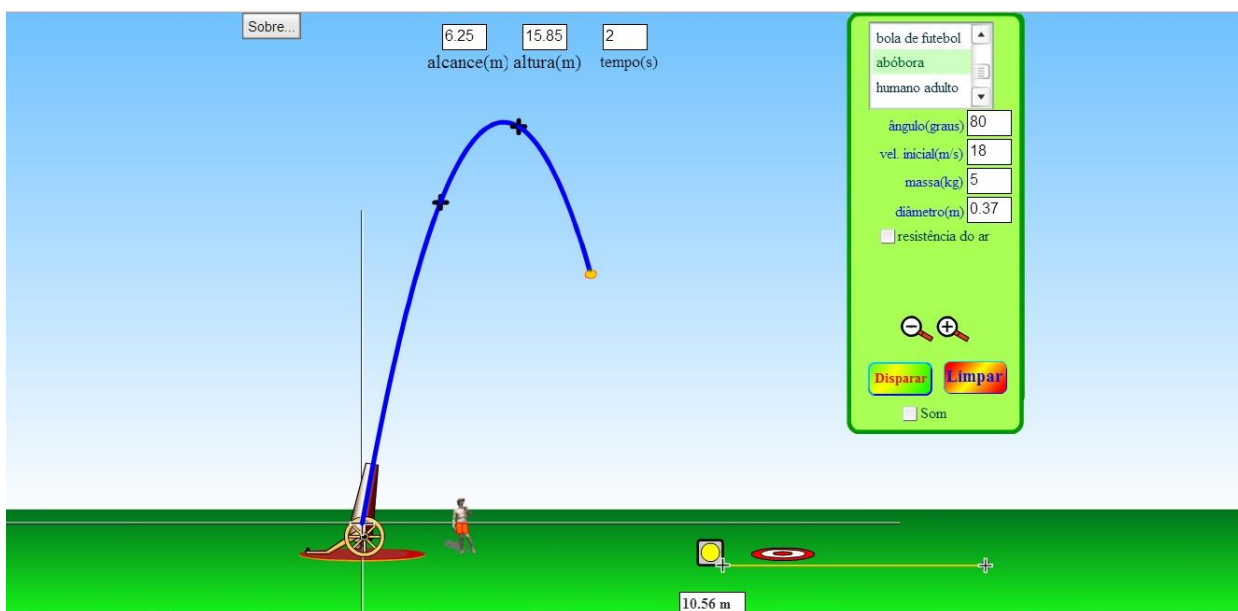 Sobre...
6.25 15.85 2
alcance(m) altura(m) tempo(s)
bola de futebol
abóbora
humano adulto
ângulo(graus) 80
vel. inicial(m/s) 18
massa(kg) 5
diâmetro(m) 0.37
resistência do ar
Disparar Limpar
Som
10.56 m